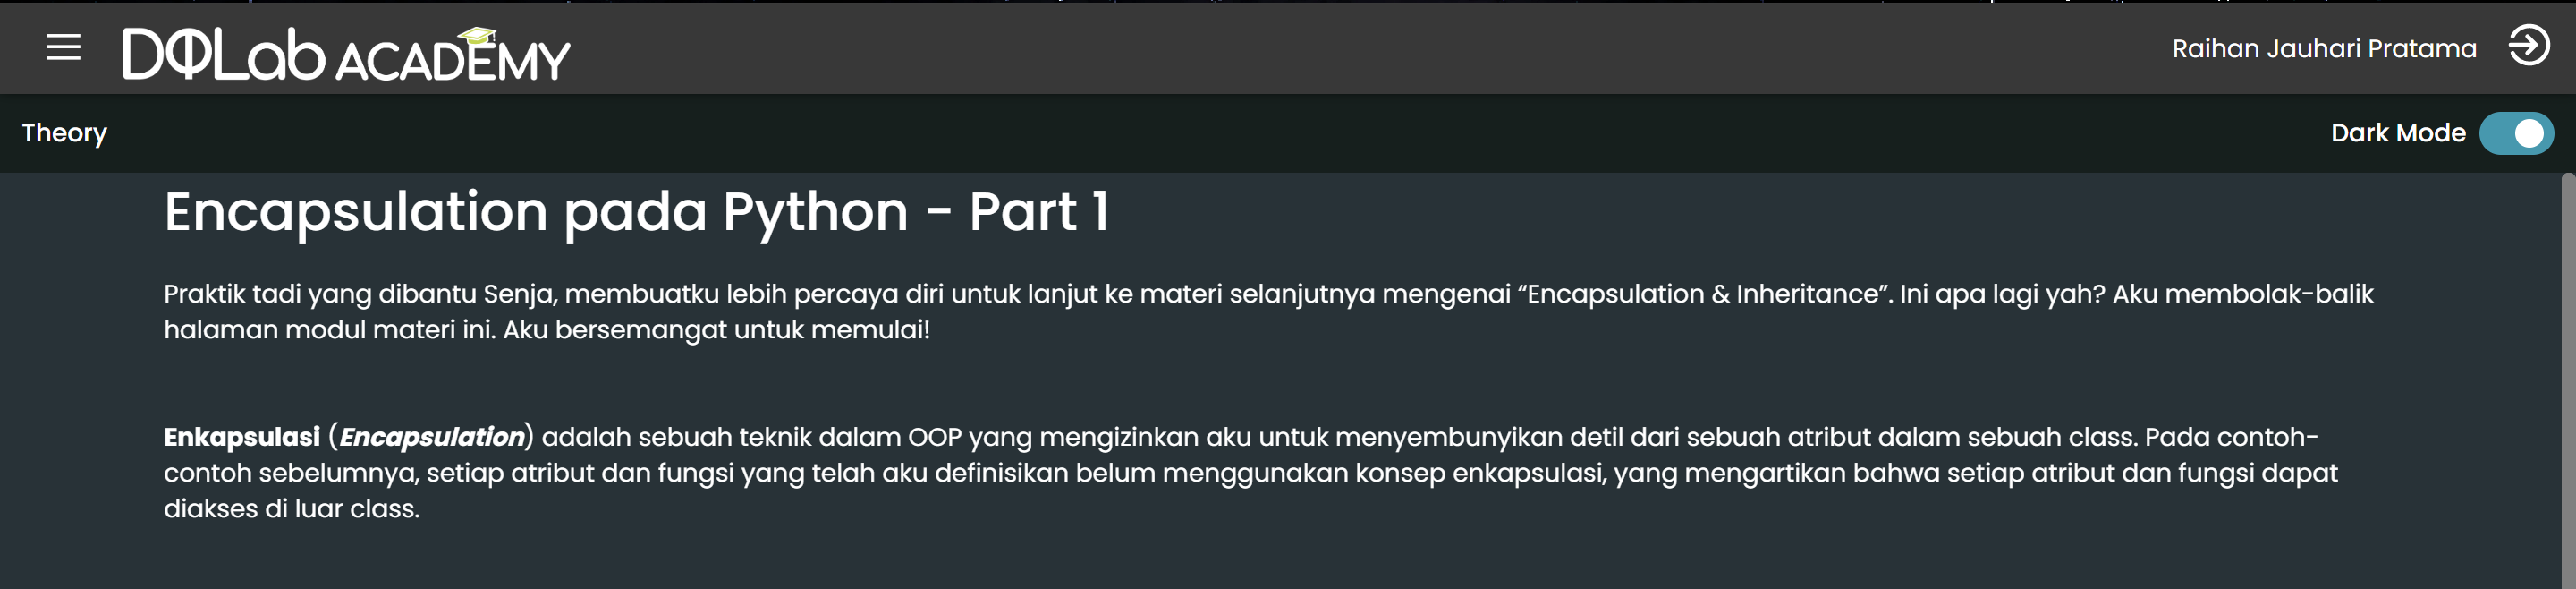 DQLab ACADEMY
Raihan Jauhari Pratama
Theory
Dark Mode
Encapsulation pada Python - Part 1
Praktik tadi yang dibantu Senja, membuatku lebih percaya diri untuk lanjut ke materi selanjutnya mengenai “Encapsulation & Inheritance”. Ini apa lagi yah? Aku membolak-balik
halaman modul materi ini. Aku bersemangat untuk memulai!
Enkapsulasi (Encapsulation) adalah sebuah teknik dalam OOP yang mengizinkan aku untuk menyembunyikan detil dari sebuah atribut dalam sebuah class. Pada contoh-
contoh sebelumnya, setiap atribut dan fungsi yang telah aku definisikan belum menggunakan konsep enkapsulasi, yang mengartikan bahwa setiap atribut dan fungsi dapat
diakses di luar class.